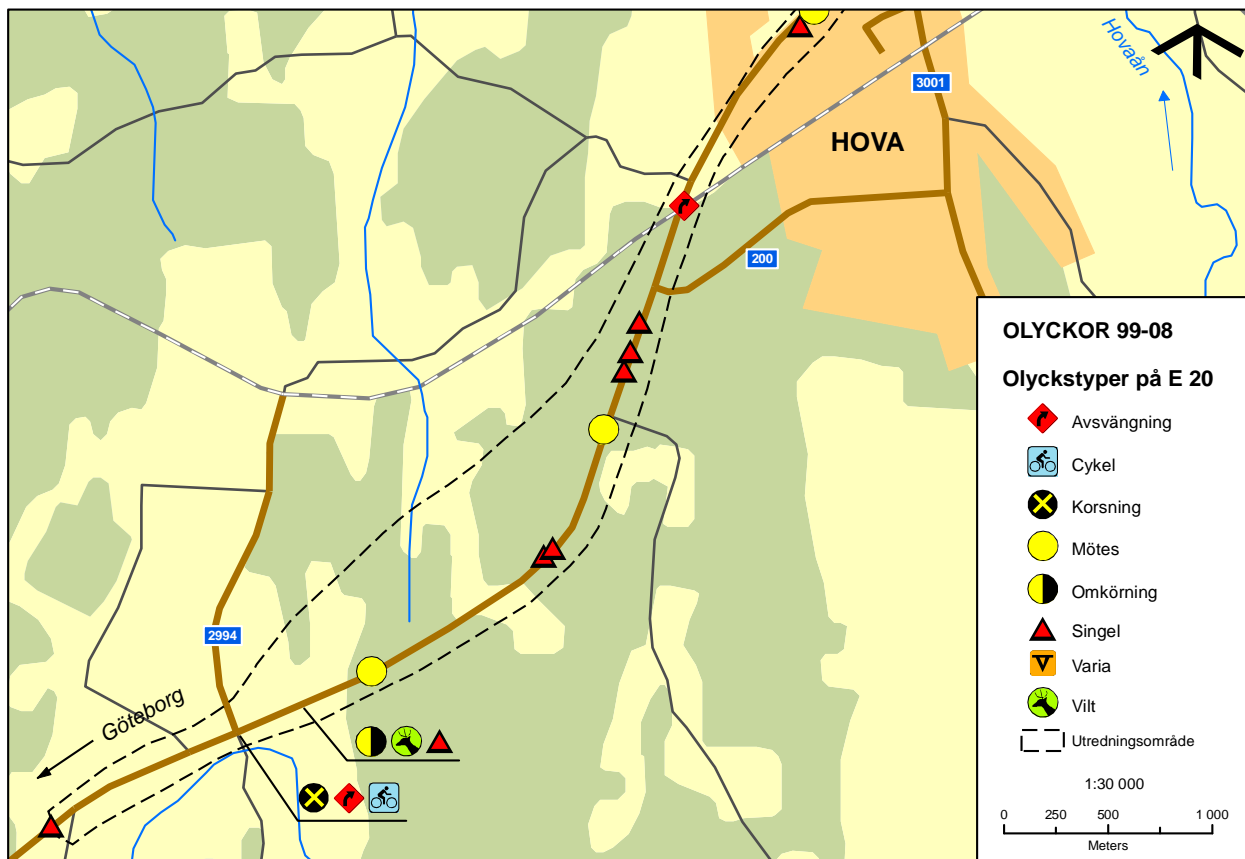 Hovaån
3001
HOVA
200
2994
Göteborg
OLYCKOR 99-08
Olyckstyper på E 20
Avsvängning
Cykel
Korsning
Mötes
Omkörning
Singel
Varia
Vilt
Utredningsområde
1:30 000
0 250 500 1 000
Meters